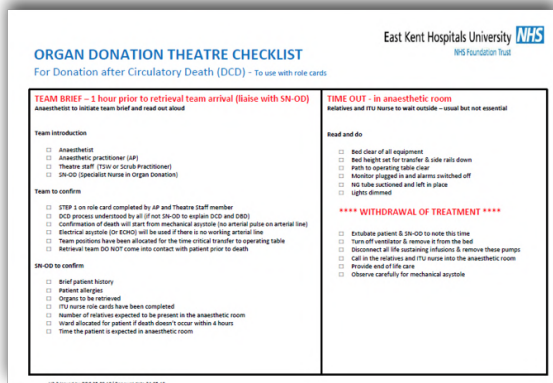 East Kent Hospitals University NHS
NHS Foundation Trust
ORGAN DONATION THEATRE CHECKLIST
For Donation after Circulatory Death (DCD) - To use with role cards
TEAM BRIEF – 1 hour prior to retrieval team arrival (liaise with SN-OD)
Anaesthetist to initiate team brief and read out aloud
Team introduction
☐ Anaesthetist
☐ Anaesthetic practitioner (AP)
☐ Theatre staff (TSW or Scrub Practitioner)
☐ SN-OD (Specialist Nurse in Organ Donation)
Team to confirm
☐ STEP 1 on role card completed by AP and Theatre Staff member
☐ DCD process understood by all (if not SN-OD to explain DCD and DBD)
☐ Confirmation of death will start from mechanical asystole (no arterial pulse on arterial line)
☐ Electrical asystole (Or ECHO) will be used if there is no working arterial line
☐ Team positions have been allocated for the time critical transfer to operating table
☐ Retrieval team DO NOT come into contact with patient prior to death
SN-OD to confirm
☐ Brief patient history
☐ Patient allergies
☐ Organs to be retrieved
☐ ITU nurse role cards have been completed
☐ Number of relatives expected to be present in the anaesthetic room
☐ Ward allocated for patient if death doesn't occur within 4 hours
☐ Time the patient is expected in anaesthetic room
TIME OUT - in anaesthetic room
Relatives and ITU Nurse to wait outside – usual but not essential
Read and do
☐ Bed clear of all equipment
☐ Bed height set for transfer & side rails down
☐ Path to operating table clear
☐ Monitor plugged in and alarms switched off
☐ NG tube suctioned and left in place
☐ Lights dimmed
**** WITHDRAWAL OF TREATMENT ****
☐ Extubate patient & SN-OD to note this time
☐ Turn off ventilator & remove it from the bed
☐ Disconnect all life sustaining infusions & remove these pumps
☐ Call in the relatives and ITU nurse into the anaesthetic room
☐ Provide end of life care
☐ Observe carefully for mechanical asystole